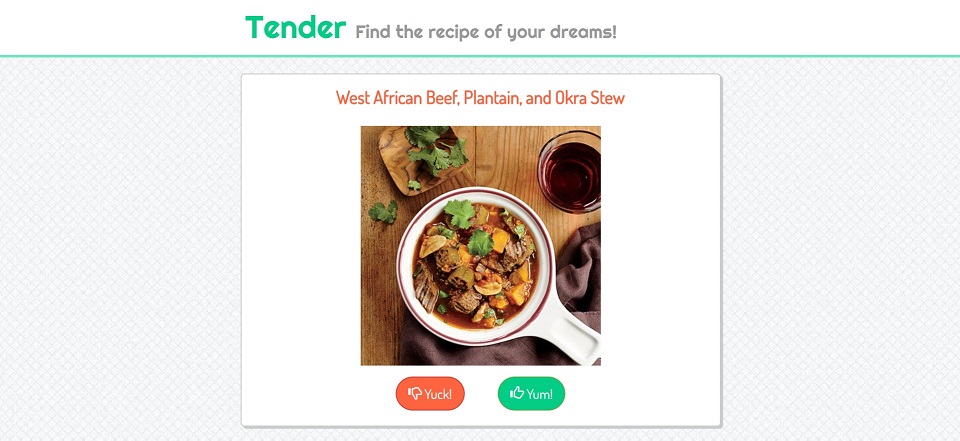 Tender Find the recipe of your dreams!
West African Beef, Plantain, and Okra Stew
Yuck! Yum!